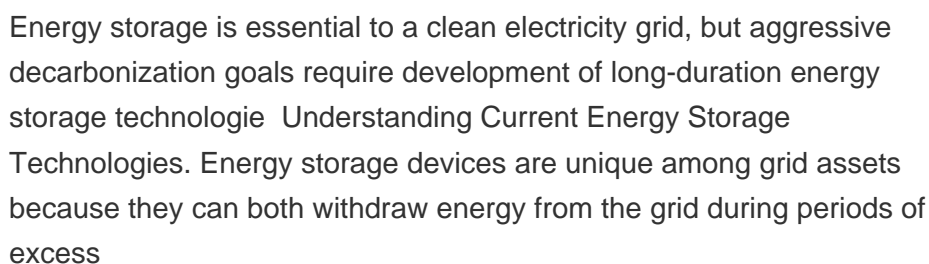 Energy storage is essential to a clean electricity grid, but aggressive
decarbonization goals require development of long-duration energy
storage technologie  Understanding Current Energy Storage
Technologies. Energy storage devices are unique among grid assets
because they can both withdraw energy from the grid during periods of
excess